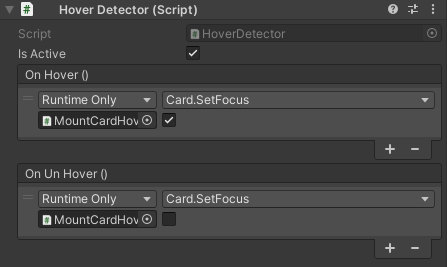 Hover Detector (Script)
Script HoverDetector
Is Active
On Hover ()
Runtime Only Card.SetFocus
MountCardHov
On Un Hover ()
Runtime Only Card.SetFocus
MountCardHov